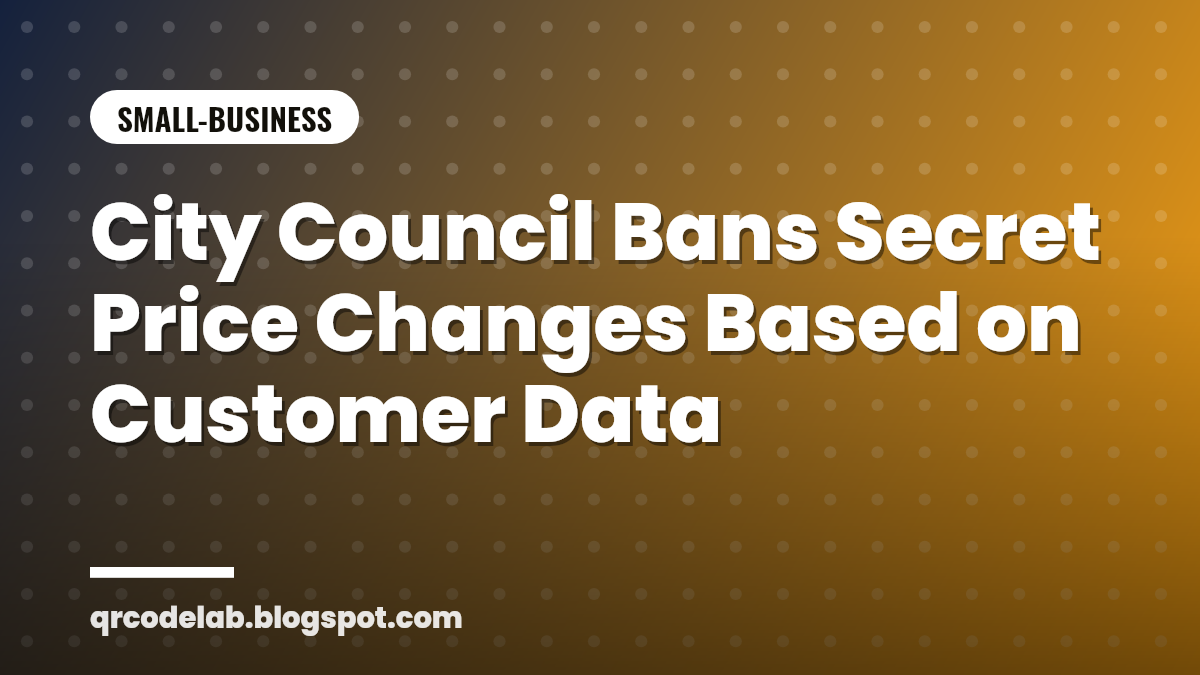 SMALL-BUSINESS
City Council Bans Secret
Price Changes Based on
Customer Data
qrcodelab.blogspot.com